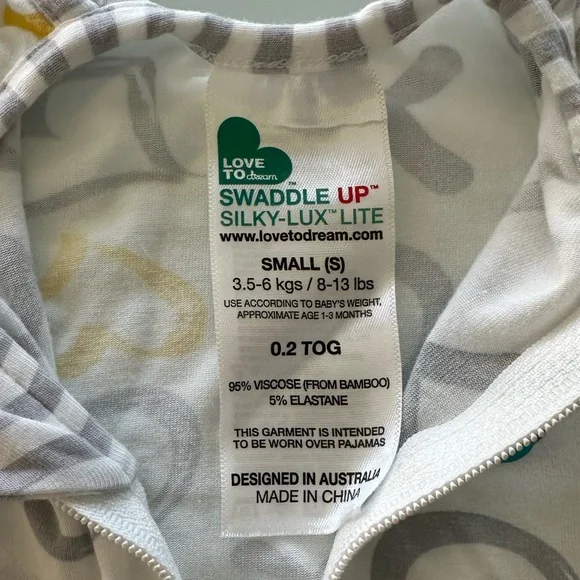 LOVE
TO dream
SWADDLE UP™
SILKY-LUX™ LITE
www.lovetodream.com
SMALL (S)
3.5-6 kgs / 8-13 lbs
USE ACCORDING TO BABY'S WEIGHT,
APPROXIMATE AGE 1-3 MONTHS
0.2 TOG
95% VISCOSE (FROM BAMBOO)
5% ELASTANE
THIS GARMENT IS INTENDED
TO BE WORN OVER PAJAMAS
DESIGNED IN AUSTRALIA
MADE IN CHINA